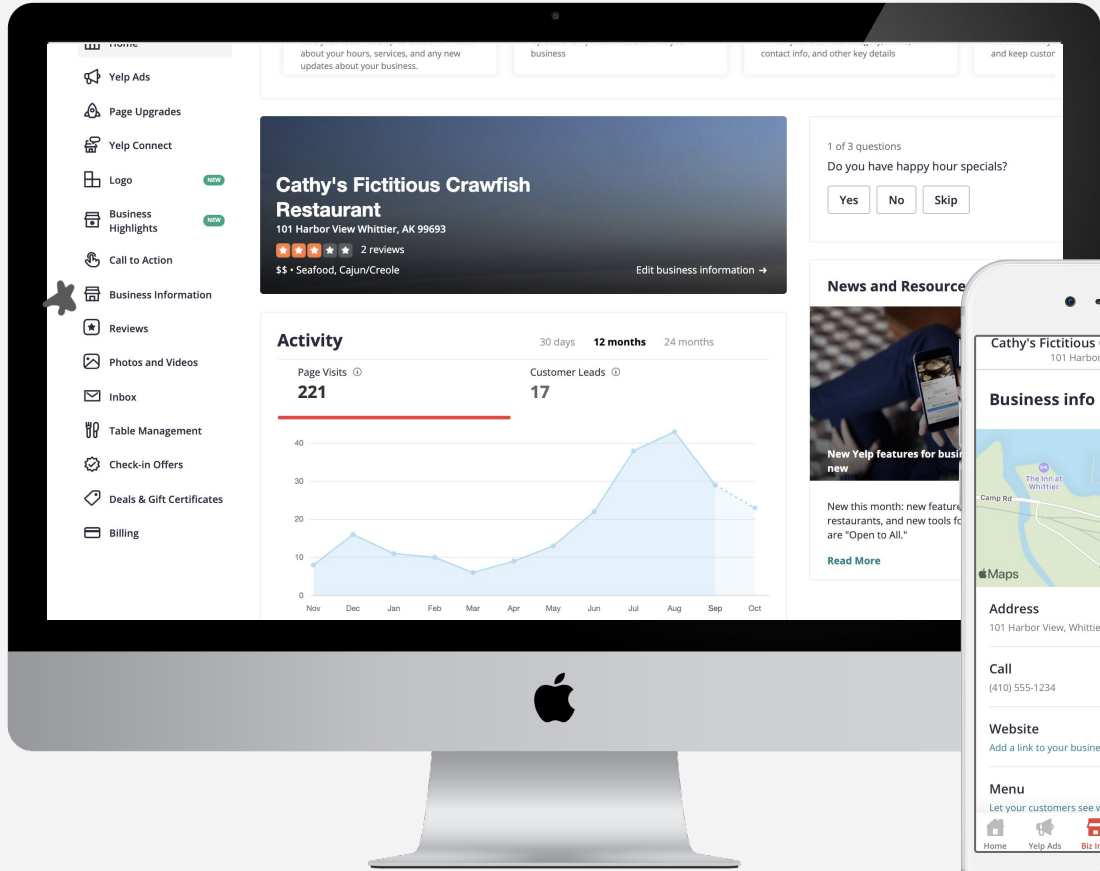 Home
Yelp Ads
Page Upgrades
Yelp Connect
Logo NEW
Business
Highlights NEW
Call to Action
Business Information
Reviews
Photos and Videos
Inbox
Table Management
Check-in Offers
Deals & Gift Certificates
Billing
about your hours, services, and any new
updates about your business.
business
contact info, and other key details
and keep custor
Cathy's Fictitious Crawfish
Restaurant
101 Harbor View Whittier, AK 99693
2 reviews
$$ • Seafood, Cajun/Creole
Edit business information →
1 of 3 questions
Do you have happy hour specials?
Yes No Skip
Activity
30 days 12 months 24 months
Page Visits
221
Customer Leads
17
40
30
20
10
0
Nov Dec Jan Feb Mar Apr May Jun Jul Aug Sep Oct
News and Resource
New Yelp features for busin
new
New this month: new feature
restaurants, and new tools fo
are "Open to All."
Read More
Cathy's Fictitious
101 Harbor
Business info
The Inn at
Whittier
Camp Rd
Maps
Address
101 Harbor View, Whittie
Call
(410) 555-1234
Website
Add a link to your busine
Menu
Let your customers see w
Home Yelp Ads Biz In